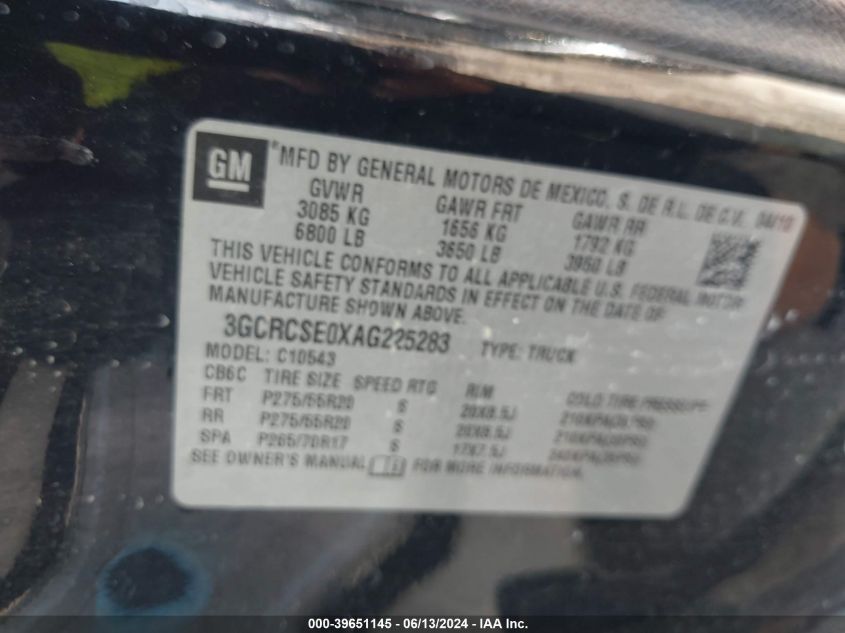 GM
MFD BY GENERAL MOTORS DE MEXICO, S. DE R.L. DE C.V. 04/10
GVWR GAWR FRT GAWR RR
3085 KG 1656 KG 1792 KG
6800 LB 3650 LB 3950 LB
THIS VEHICLE CONFORMS TO ALL APPLICABLE U.S. FEDERAL MOTOR
VEHICLE SAFETY STANDARDS IN EFFECT ON THE DATE OF
MANUFACTURE SHOWN ABOVE.
3GCRCSE0XAG225283 TYPE: TRUCK
MODEL: C10543
CB6C TIRE SIZE SPEED RTG RIM COLD TIRE PRESSURE
FRT P275/55R20 S 20X8.5J
RR P275/55R20 S 20X8.5J
SPA P265/70R17 S 17X7.5J
SEE OWNER'S MANUAL FOR MORE INFORMATION.
000-39651145 - 06/13/2024 - IAA Inc.